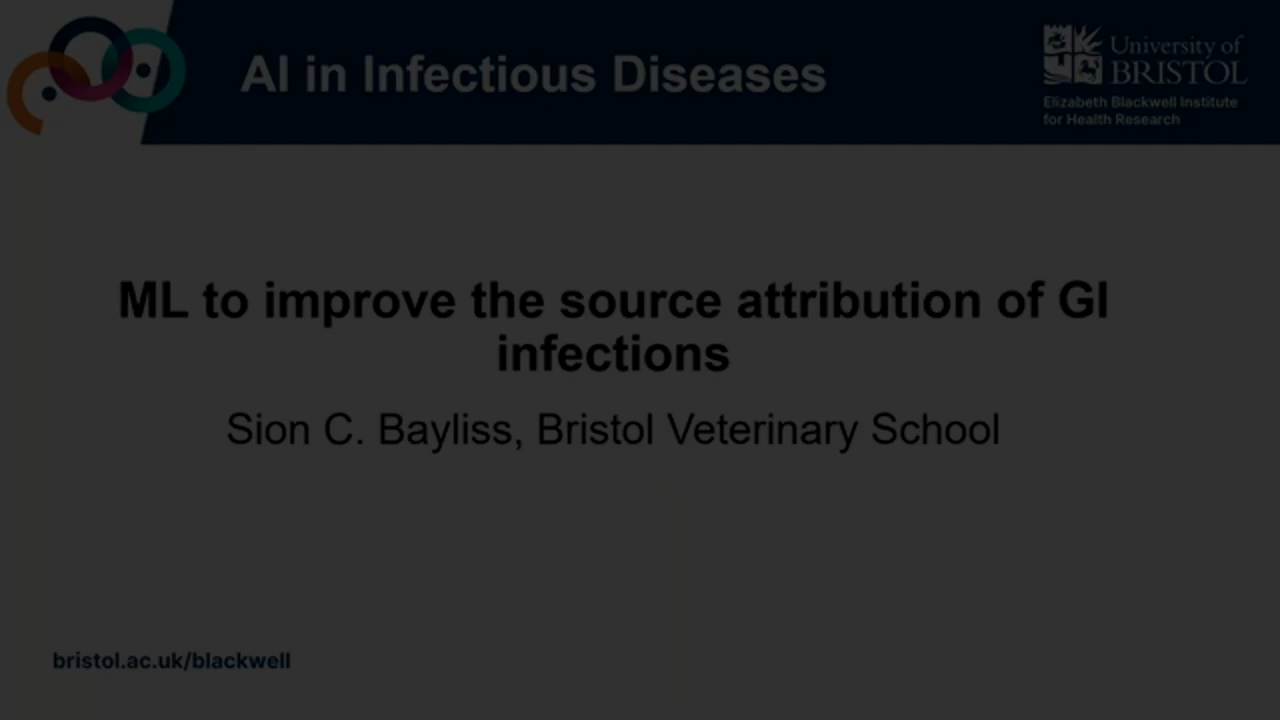 AI in Infectious Diseases
University of
BRISTOL
Elizabeth Blackwell Institute
for Health Research
ML to improve the source attribution of GI
infections
Sion C. Bayliss, Bristol Veterinary School
bristol.ac.uk/blackwell